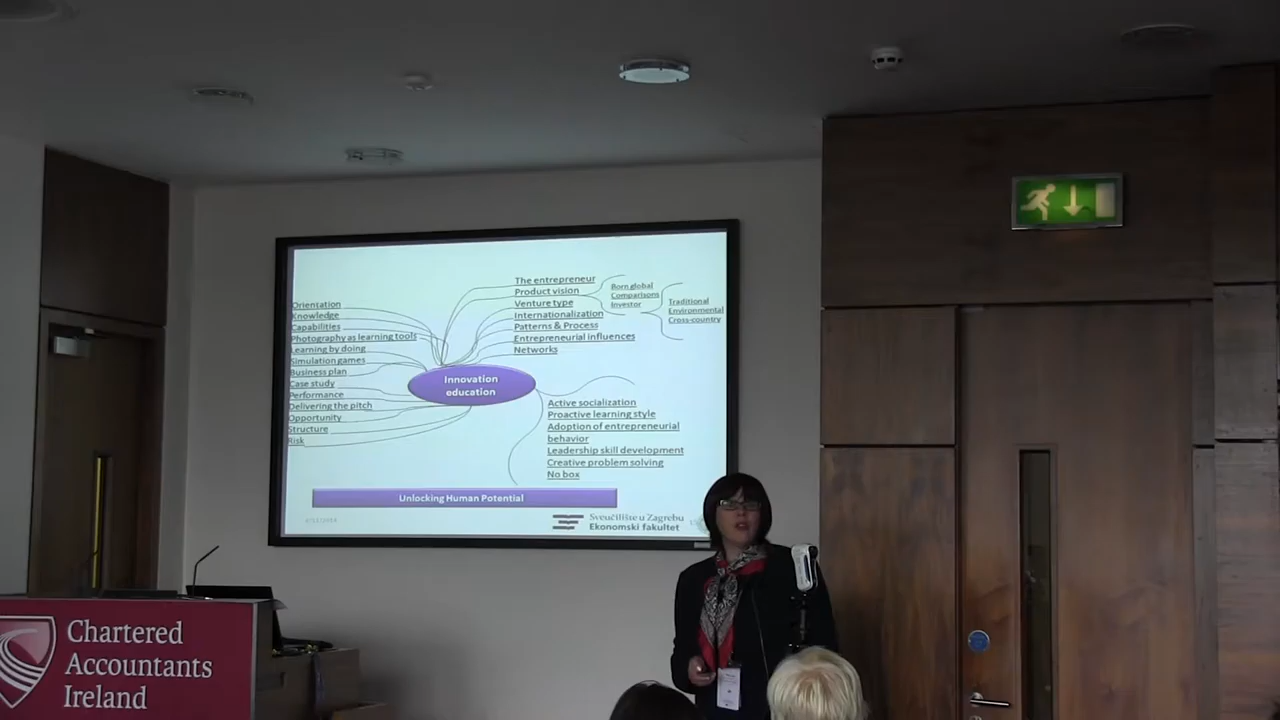 Orientation
Knowledge
Capabilities
Photography as learning tools
Learning by doing
Simulation games
Business plan
Case study
Performance
Delivering the pitch
Opportunity
Structure
Risk
The entrepreneur
Product vision
Venture type
Internationalization
Patterns & Process
Entrepreneurial influences
Networks
Born global
Comparisons
Investor
Traditional
Environmental
Cross-country
Innovation
education
Active socialization
Proactive learning style
Adoption of entrepreneurial
behavior
Leadership skill development
Creative problem solving
No box
Unlocking Human Potential
Sveučilište u Zagrebu
Ekonomski fakultet
Chartered
Accountants
Ireland